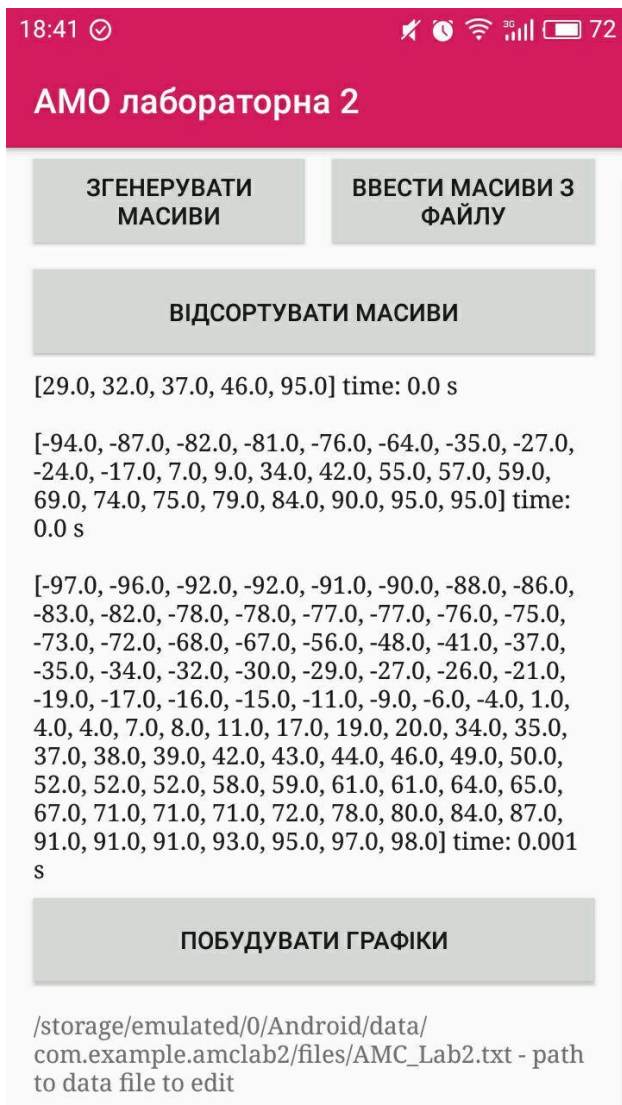 18:41
3G
72
АМО лабораторна 2
ЗГЕНЕРУВАТИ
МАСИВИ
ВВЕСТИ МАСИВИ З
ФАЙЛУ
ВІДСОРТУВАТИ МАСИВИ
[29.0, 32.0, 37.0, 46.0, 95.0] time: 0.0 s
[-94.0, -87.0, -82.0, -81.0, -76.0, -64.0, -35.0, -27.0,
-24.0, -17.0, 7.0, 9.0, 34.0, 42.0, 55.0, 57.0, 59.0,
69.0, 74.0, 75.0, 79.0, 84.0, 90.0, 95.0, 95.0] time:
0.0 s
[-97.0, -96.0, -92.0, -92.0, -91.0, -90.0, -88.0, -86.0,
-83.0, -82.0, -78.0, -78.0, -77.0, -77.0, -76.0, -75.0,
-73.0, -72.0, -68.0, -67.0, -56.0, -48.0, -41.0, -37.0,
-35.0, -34.0, -32.0, -30.0, -29.0, -27.0, -26.0, -21.0,
-19.0, -17.0, -16.0, -15.0, -11.0, -9.0, -6.0, -4.0, 1.0,
4.0, 4.0, 7.0, 8.0, 11.0, 17.0, 19.0, 20.0, 34.0, 35.0,
37.0, 38.0, 39.0, 42.0, 43.0, 44.0, 46.0, 49.0, 50.0,
52.0, 52.0, 52.0, 58.0, 59.0, 61.0, 61.0, 64.0, 65.0,
67.0, 71.0, 71.0, 71.0, 72.0, 78.0, 80.0, 84.0, 87.0,
91.0, 91.0, 91.0, 93.0, 95.0, 97.0, 98.0] time: 0.001
s
ПОБУДУВАТИ ГРАФІКИ
/storage/emulated/0/Android/data/
com.example.amclab2/files/AMC_Lab2.txt - path
to data file to edit